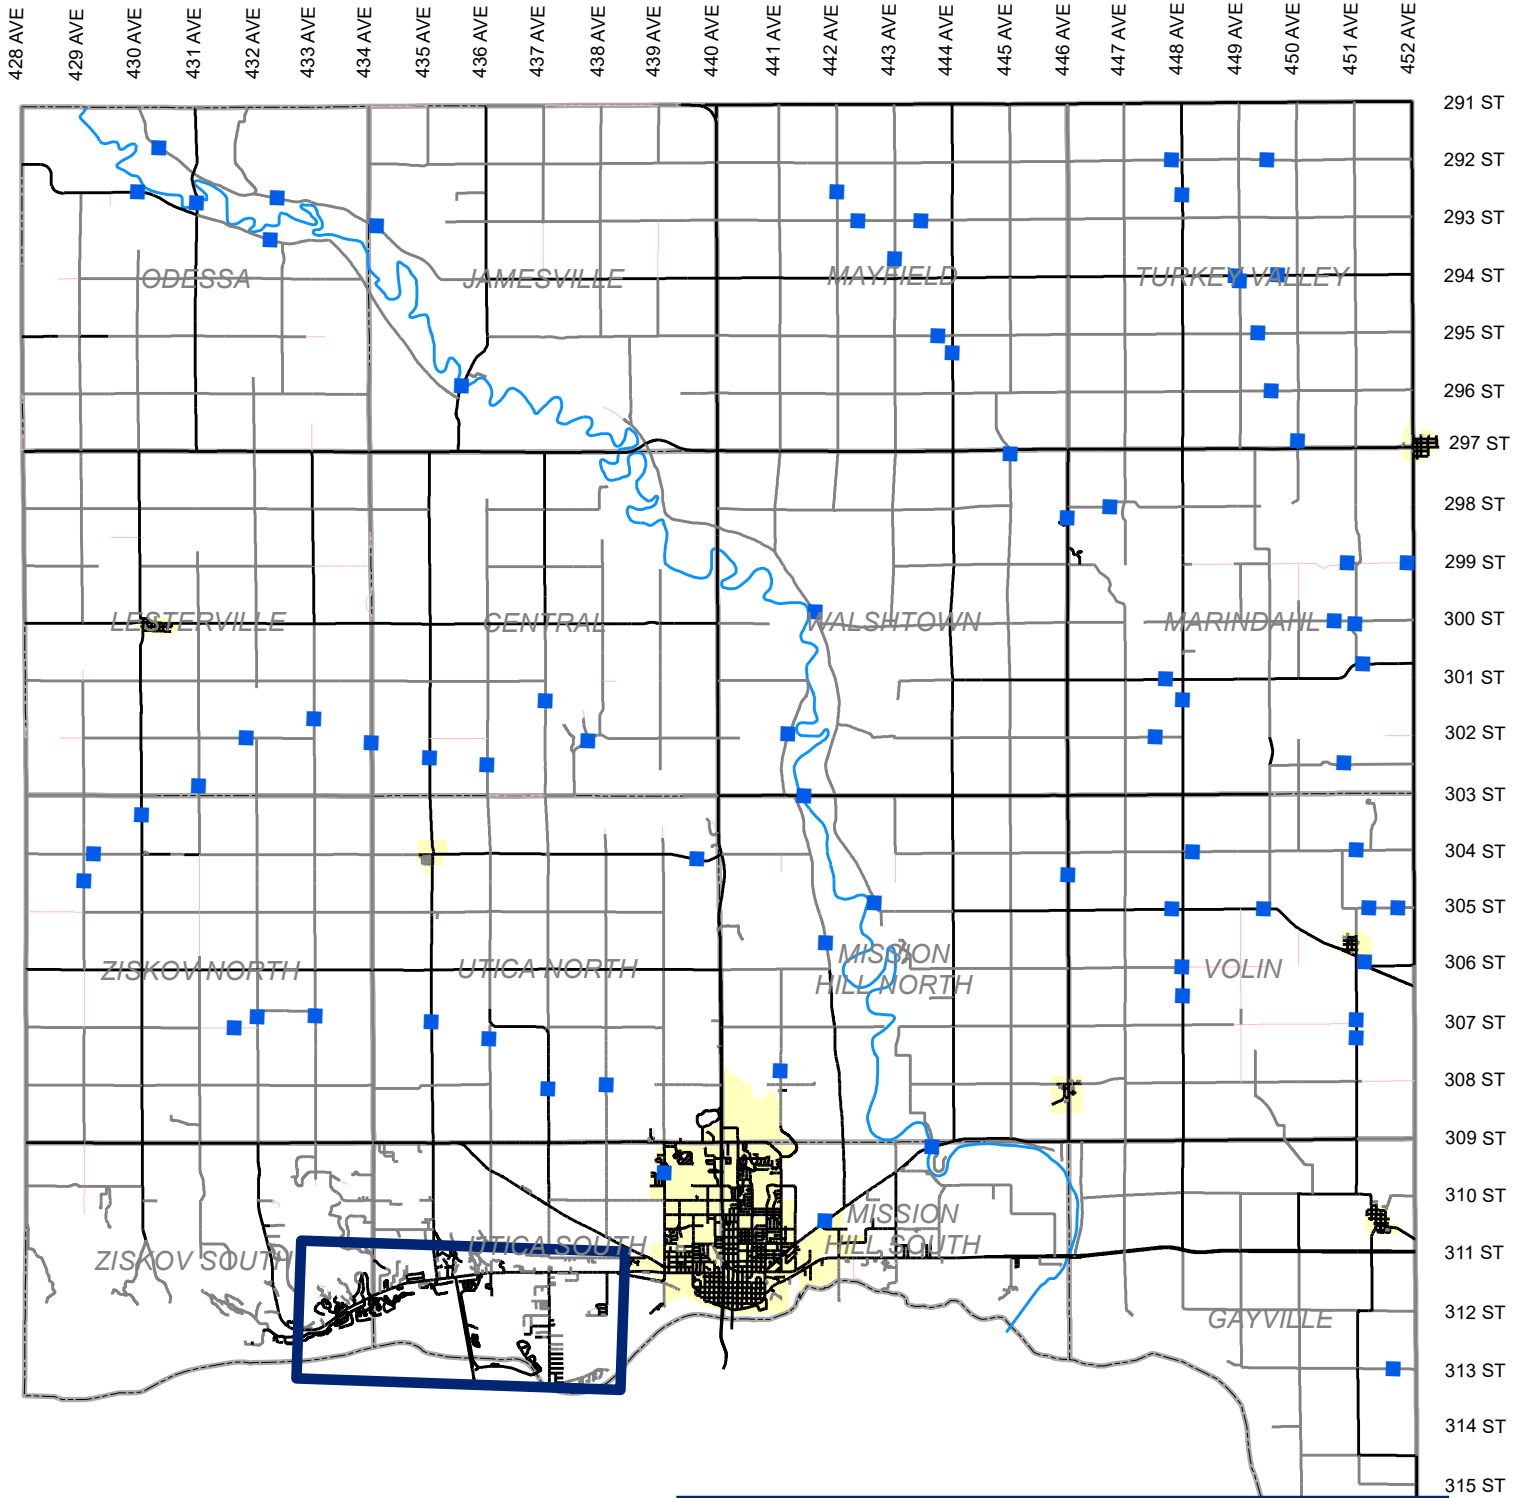 428 AVE
429 AVE
430 AVE
431 AVE
432 AVE
433 AVE
434 AVE
435 AVE
436 AVE
437 AVE
438 AVE
439 AVE
440 AVE
441 AVE
442 AVE
443 AVE
444 AVE
445 AVE
446 AVE
447 AVE
448 AVE
449 AVE
450 AVE
451 AVE
452 AVE
291 ST
292 ST
293 ST
ODESSA
JAMESVILLE
MAYFIELD
TURKEY VALLEY
294 ST
295 ST
296 ST
297 ST
298 ST
299 ST
LESTERVILLE
CENTRAL
WALSHTOWN
MARINDAHL
300 ST
301 ST
302 ST
303 ST
304 ST
305 ST
ZISKOV NORTH
UTICA NORTH
MISSION
HILL NORTH
VOLIN
306 ST
307 ST
308 ST
309 ST
310 ST
ZISKOV SOUTH
UTICA SOUTH
MISSION
HILL SOUTH
311 ST
GAYVILLE
312 ST
313 ST
314 ST
315 ST